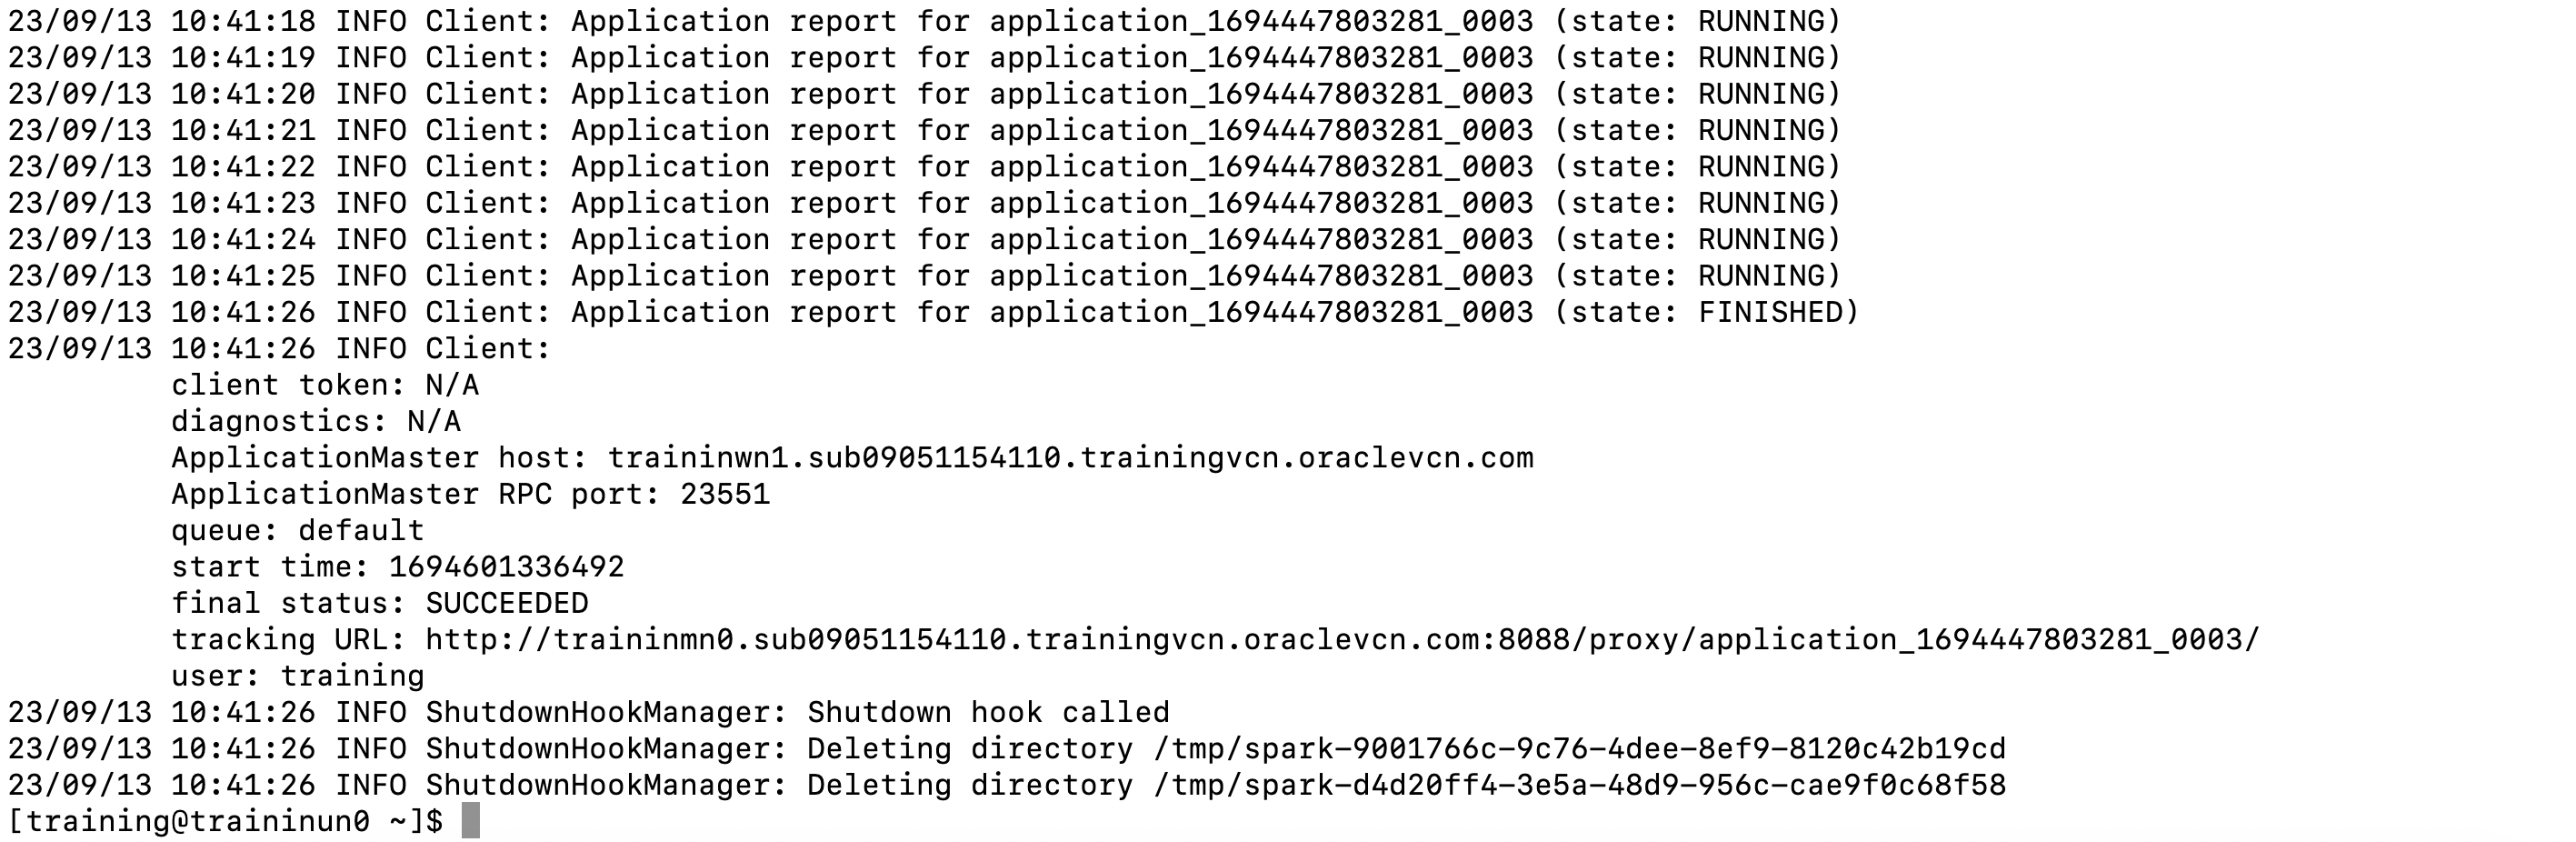 23/09/13 10:41:18 INFO Client: Application report for application_1694447803281_0003 (state: RUNNING)
23/09/13 10:41:19 INFO Client: Application report for application_1694447803281_0003 (state: RUNNING)
23/09/13 10:41:20 INFO Client: Application report for application_1694447803281_0003 (state: RUNNING)
23/09/13 10:41:21 INFO Client: Application report for application_1694447803281_0003 (state: RUNNING)
23/09/13 10:41:22 INFO Client: Application report for application_1694447803281_0003 (state: RUNNING)
23/09/13 10:41:23 INFO Client: Application report for application_1694447803281_0003 (state: RUNNING)
23/09/13 10:41:24 INFO Client: Application report for application_1694447803281_0003 (state: RUNNING)
23/09/13 10:41:25 INFO Client: Application report for application_1694447803281_0003 (state: RUNNING)
23/09/13 10:41:26 INFO Client: Application report for application_1694447803281_0003 (state: FINISHED)
23/09/13 10:41:26 INFO Client:
client token: N/A
diagnostics: N/A
ApplicationMaster host: traininwn1.sub09051154110.trainingvcn.oraclevcn.com
ApplicationMaster RPC port: 23551
queue: default
start time: 1694601336492
final status: SUCCEEDED
tracking URL: http://traininmn0.sub09051154110.trainingvcn.oraclevcn.com:8088/proxy/application_1694447803281_0003/
user: training
23/09/13 10:41:26 INFO ShutdownHookManager: Shutdown hook called
23/09/13 10:41:26 INFO ShutdownHookManager: Deleting directory /tmp/spark-9001766c-9c76-4dee-8ef9-8120c42b19cd
23/09/13 10:41:26 INFO ShutdownHookManager: Deleting directory /tmp/spark-d4d20ff4-3e5a-48d9-956c-cae9f0c68f58
[training@traininun0 ~]$